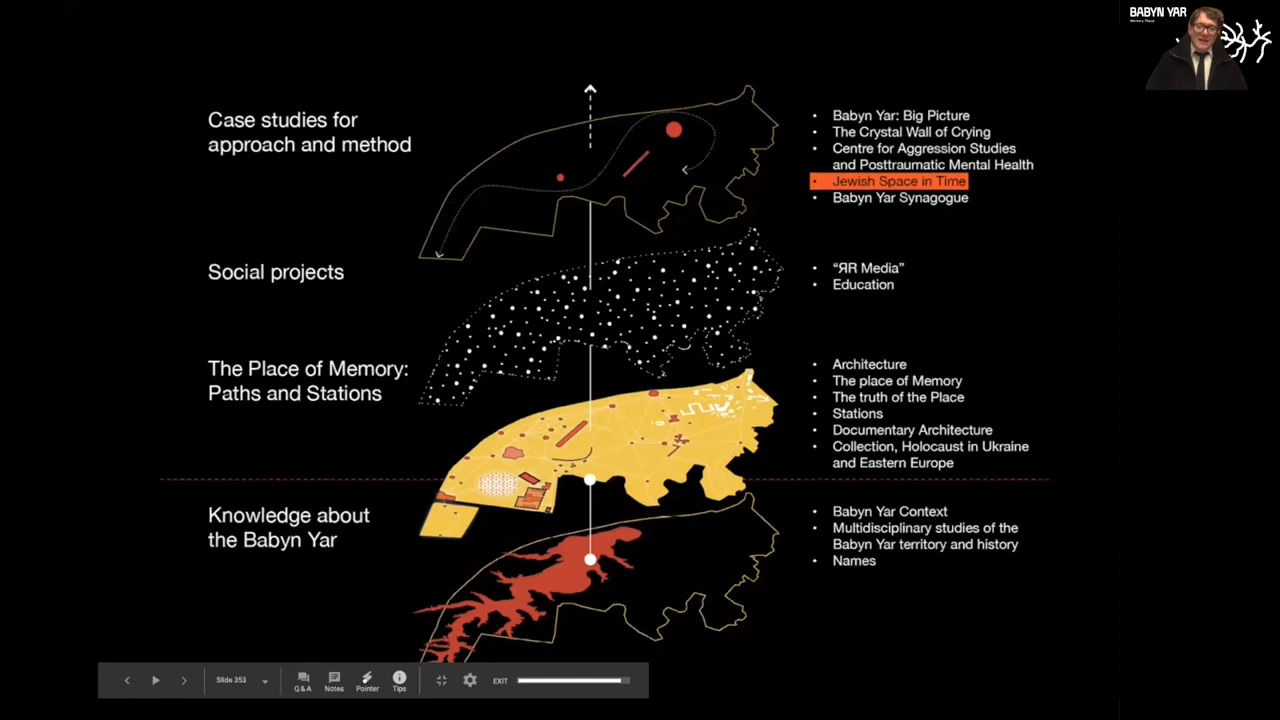 BABYN YAR
Memory Place
Case studies for
approach and method
• Babyn Yar: Big Picture
• The Crystal Wall of Crying
• Centre for Aggression Studies
and Posttraumatic Mental Health
• Jewish Space in Time
• Babyn Yar Synagogue
Social projects
• “ЯR Media”
• Education
The Place of Memory:
Paths and Stations
• Architecture
• The place of Memory
• The truth of the Place
• Stations
• Documentary Architecture
• Collection, Holocaust in Ukraine
and Eastern Europe
Knowledge about
the Babyn Yar
• Babyn Yar Context
• Multidisciplinary studies of the
Babyn Yar territory and history
• Names
Slide 353
Q & A
Notes
Pointer
Tips
EXIT